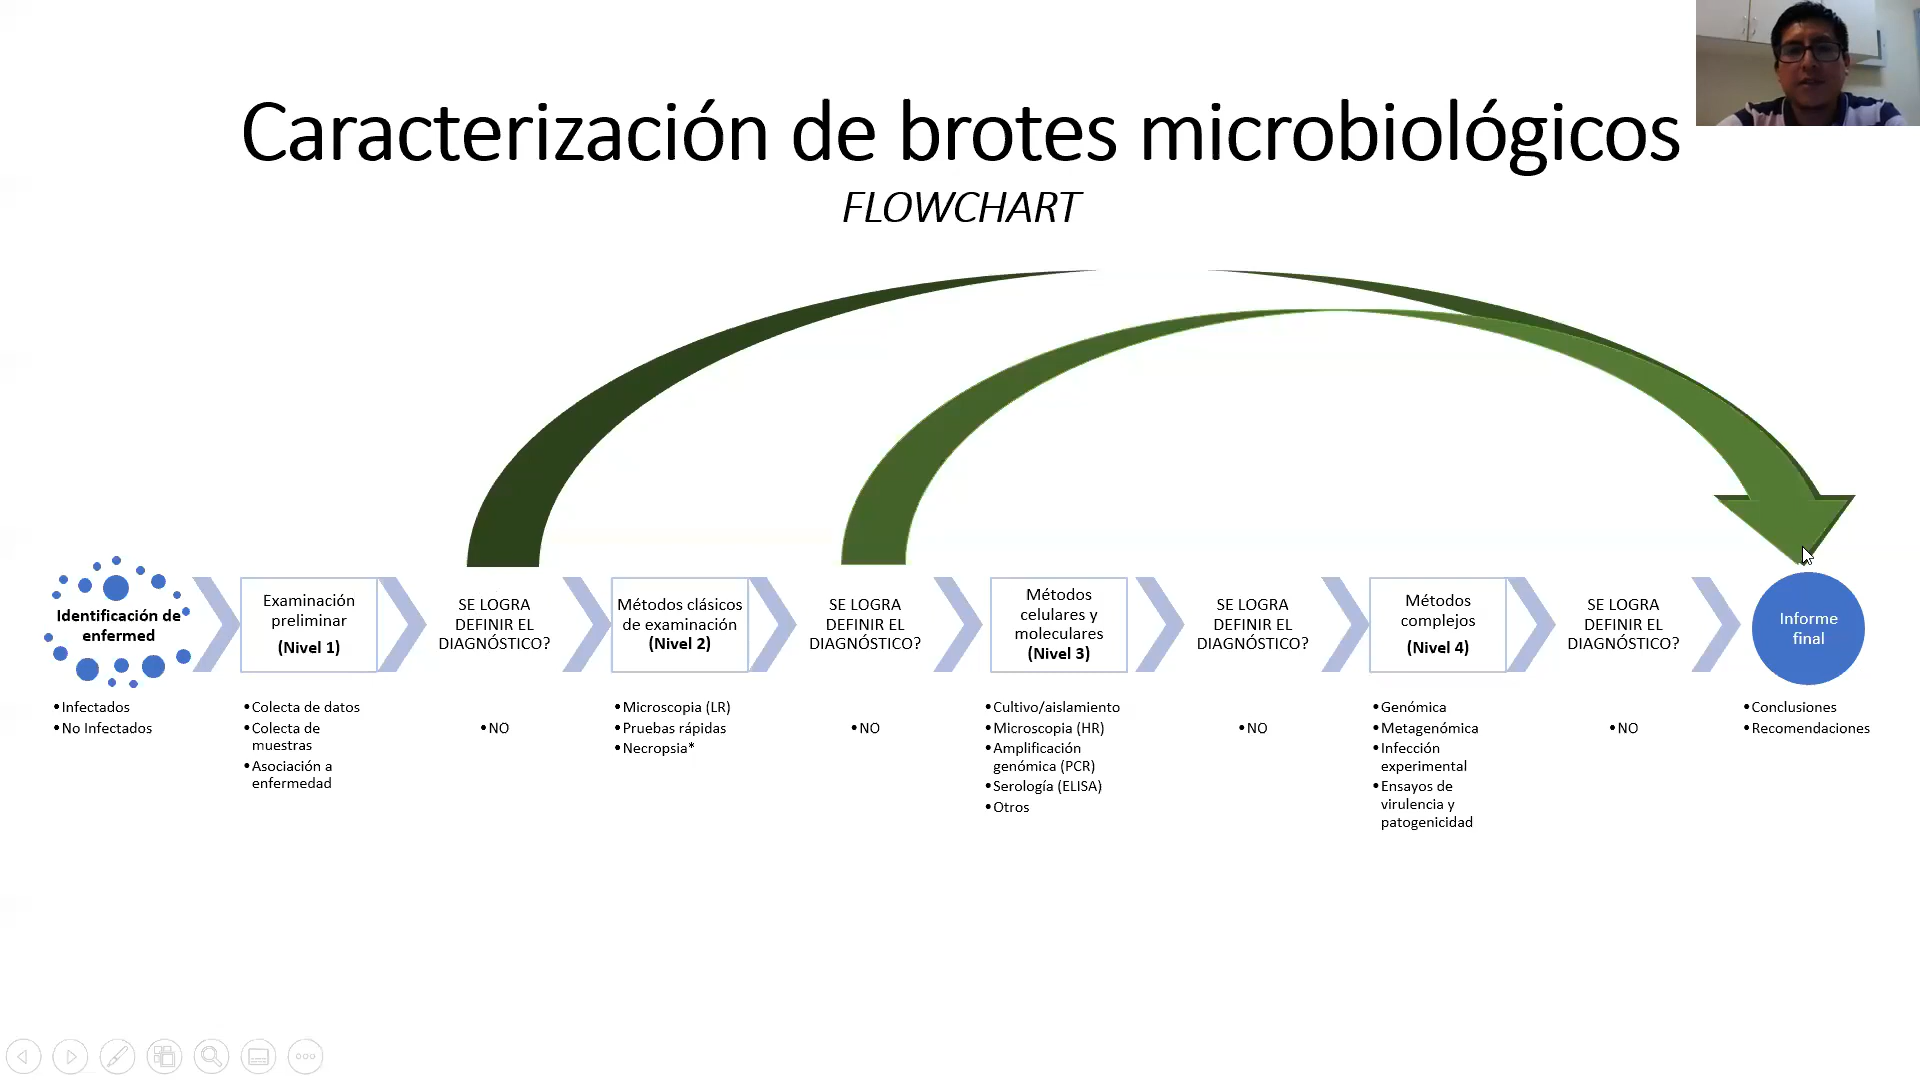 Caracterización de brotes microbiológicos
FLOWCHART
Identificación de
enfermed
•Infectados
•No Infectados
Examinación
preliminar
(Nivel 1)
•Colecta de datos
•Colecta de
muestras
•Asociación a
enfermedad
SE LOGRA
DEFINIR EL
DIAGNÓSTICO?
•NO
Métodos clásicos
de examinación
(Nivel 2)
•Microscopia (LR)
•Pruebas rápidas
•Necropsia*
SE LOGRA
DEFINIR EL
DIAGNÓSTICO?
•NO
Métodos
celulares y
moleculares
(Nivel 3)
•Cultivo/aislamiento
•Microscopia (HR)
•Amplificación
genómica (PCR)
•Serología (ELISA)
•Otros
SE LOGRA
DEFINIR EL
DIAGNÓSTICO?
•NO
Métodos
complejos
(Nivel 4)
•Genómica
•Metagenómica
•Infección
experimental
•Ensayos de
virulencia y
patogenicidad
SE LOGRA
DEFINIR EL
DIAGNÓSTICO?
•NO
Informe
final
•Conclusiones
•Recomendaciones